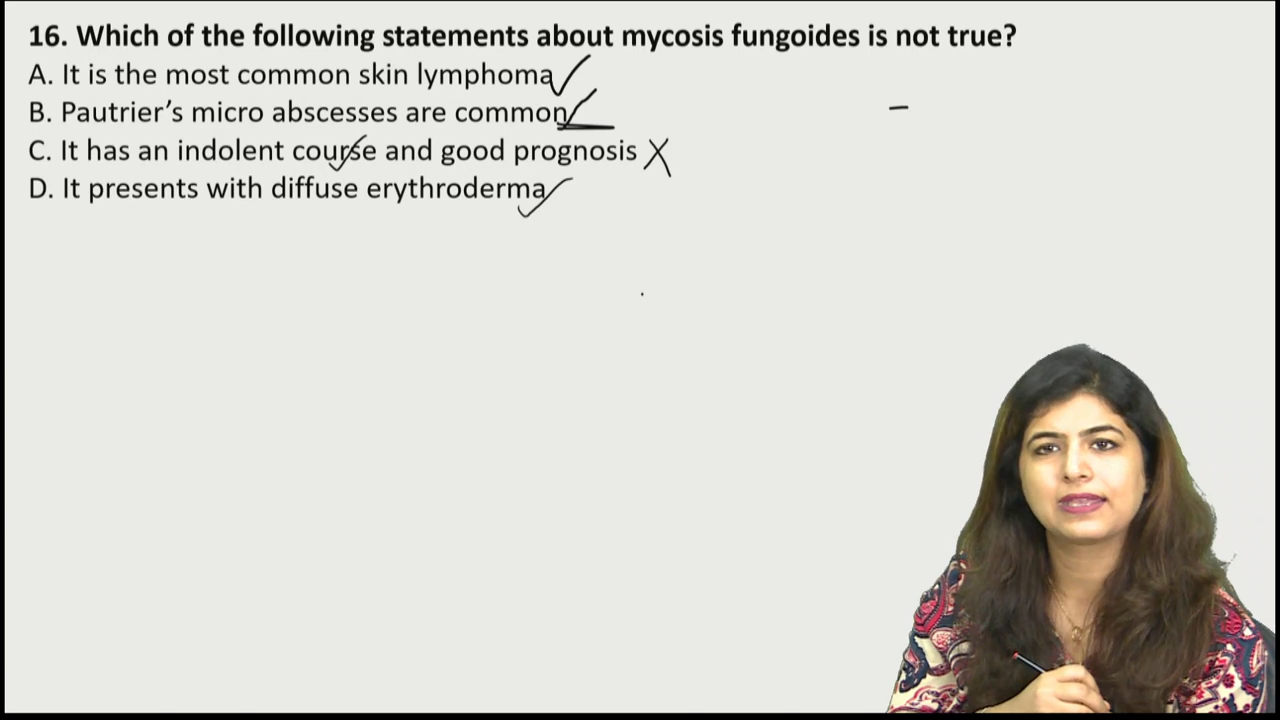 16. Which of the following statements about mycosis fungoides is not true?
A. It is the most common skin lymphoma
B. Pautrier’s micro abscesses are common
C. It has an indolent course and good prognosis
D. It presents with diffuse erythroderma